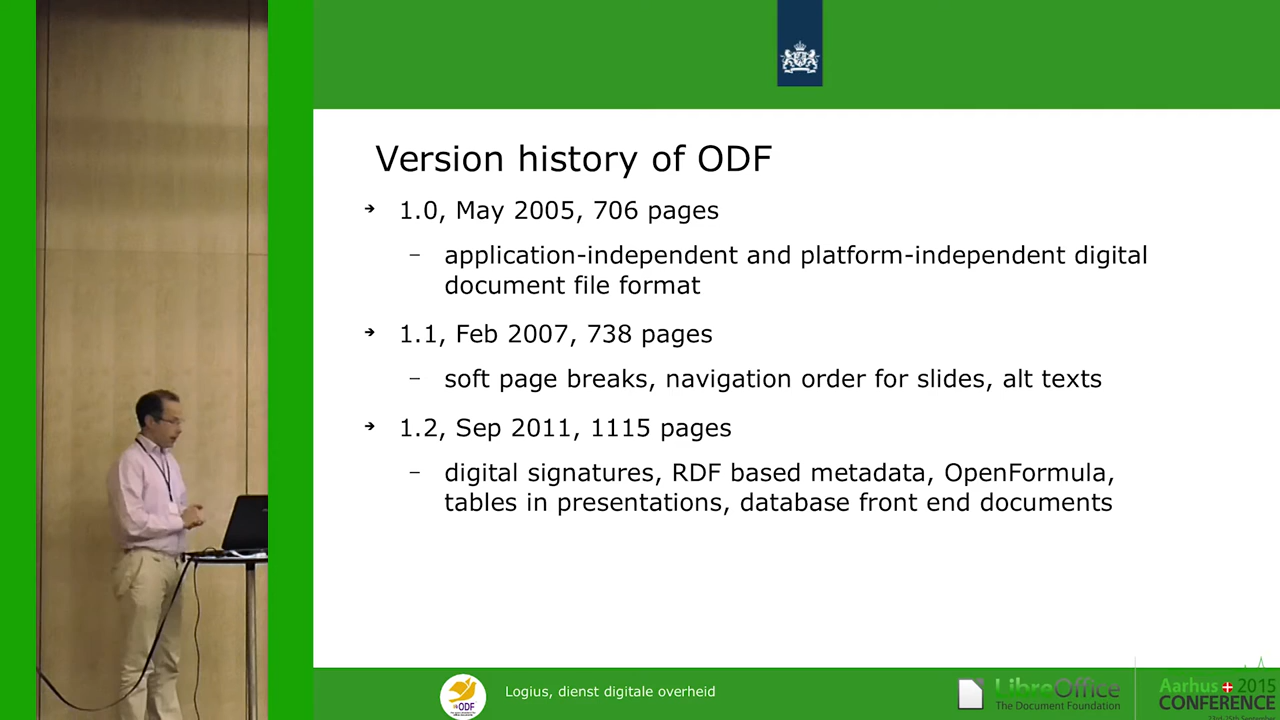 Version history of ODF
➔ 1.0, May 2005, 706 pages
– application-independent and platform-independent digital
document file format
➔ 1.1, Feb 2007, 738 pages
– soft page breaks, navigation order for slides, alt texts
➔ 1.2, Sep 2011, 1115 pages
– digital signatures, RDF based metadata, OpenFormula,
tables in presentations, database front end documents
ODF
Logius, dienst digitale overheid
LibreOffice
The Document Foundation
Aarhus 2015
CONFERENCE